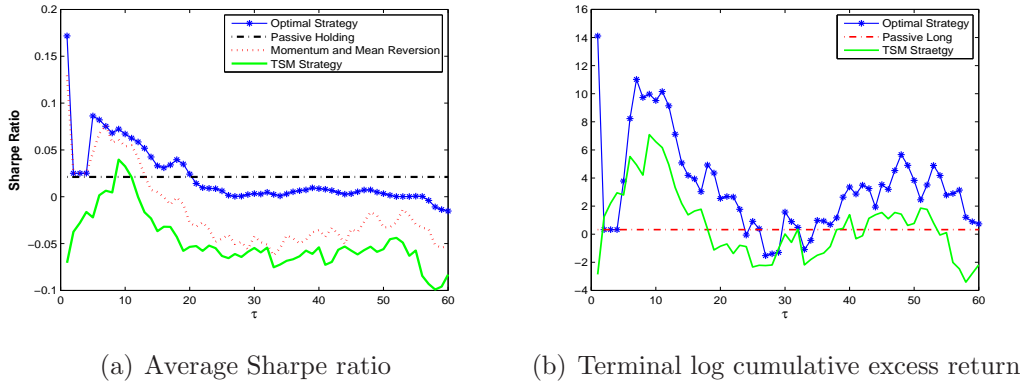 Optimal Strategy
Passive Holding
Momentum and Mean Reversion
TSM Strategy
Sharpe Ratio
0.2
0.15
0.1
0.05
0
−0.05
−0.1
0 10 20 30 40 50 60
τ
Optimal Strategy
Passive Long
TSM Straetgy
16
14
12
10
8
6
4
2
0
−2
−4
0 10 20 30 40 50 60
τ
(a) Average Sharpe ratio
(b) Terminal log cumulative excess return